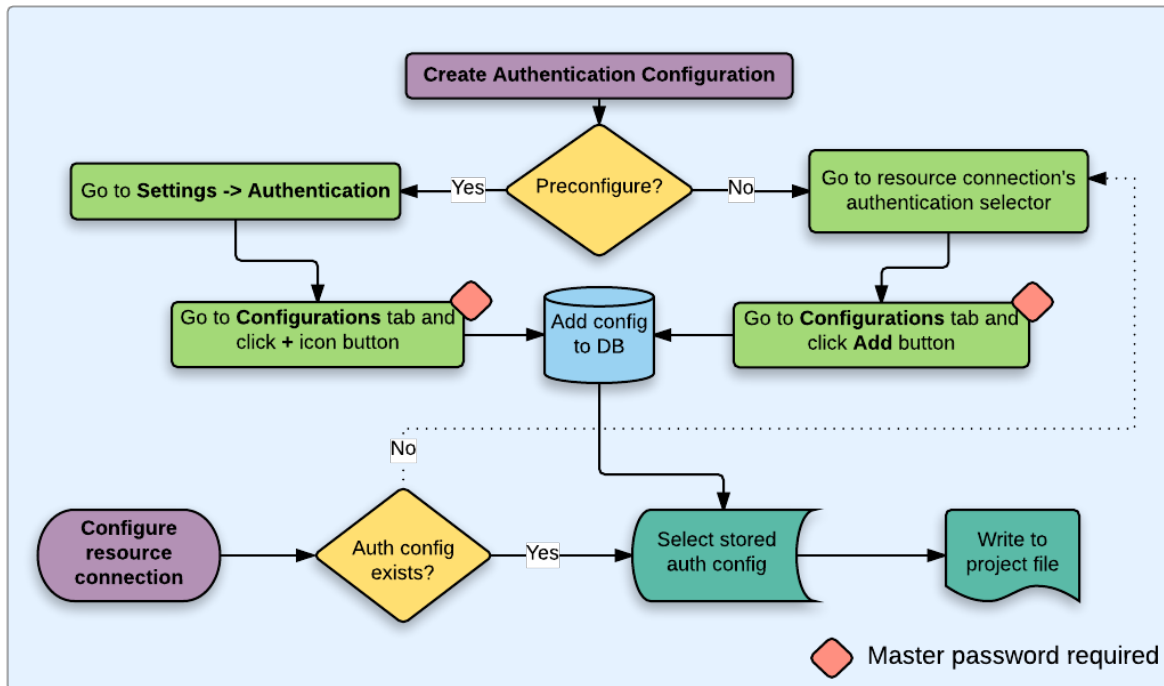 Create Authentication Configuration
Preconfigure?
Yes
No
Go to Settings -> Authentication
Go to resource connection's
authentication selector
Go to Configurations tab and
click + icon button
Add config
to DB
Go to Configurations tab and
click Add button
No
Configure
resource
connection
Auth config
exists?
Yes
Select stored
auth config
Write to
project file
Master password required